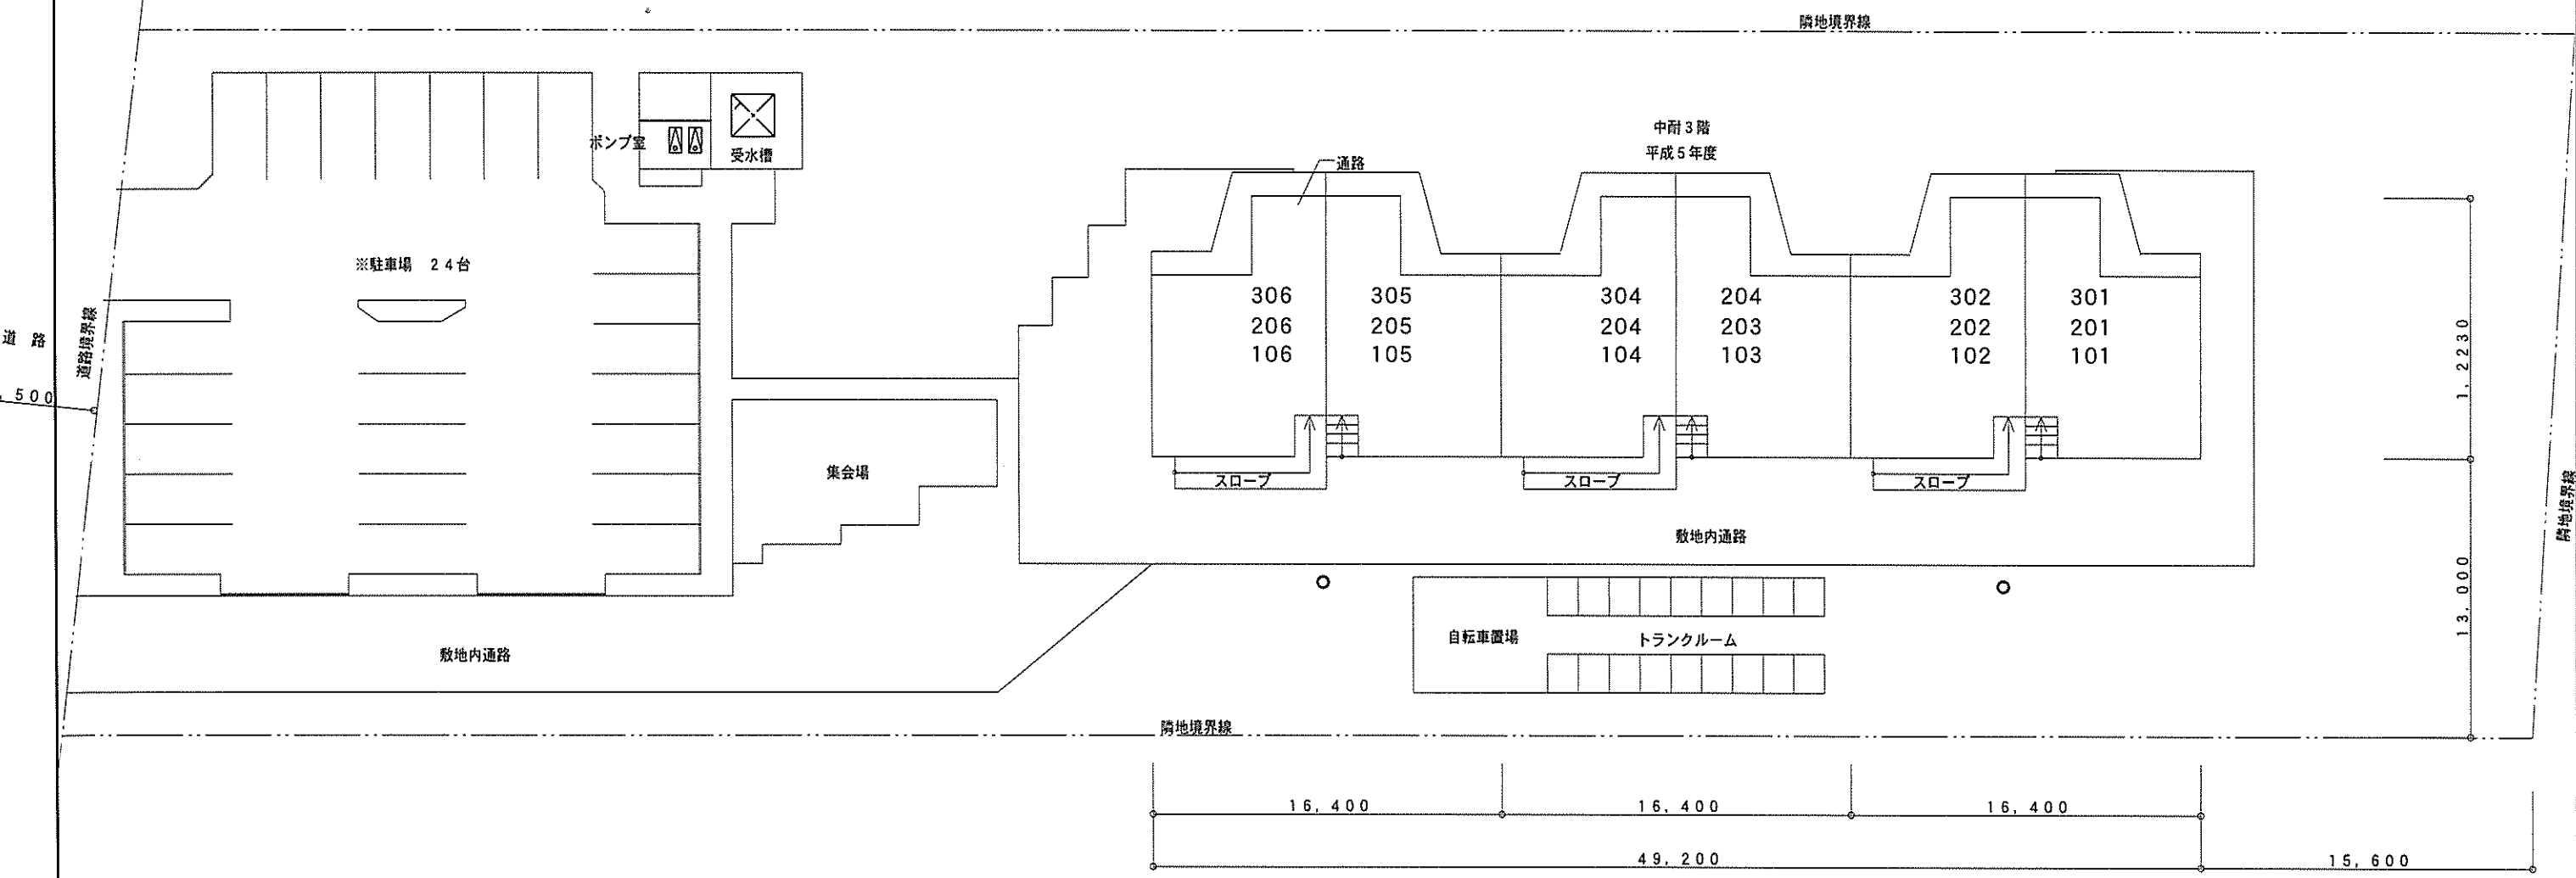 隣地境界線
中耐3階
平成5年度
ポンプ室
受水槽
通路
※駐車場 24台
306 305 304 204 302 301
206 205 204 203 202 201
106 105 104 103 102 101
道路
道路境界線
,500
1,2230
集会場
スロープ スロープ スロープ
隣地境界線
敷地内通路
13,000
自転車置場
トランクルーム
敷地内通路
隣地境界線
16,400 16,400 16,400
49,200 15,600